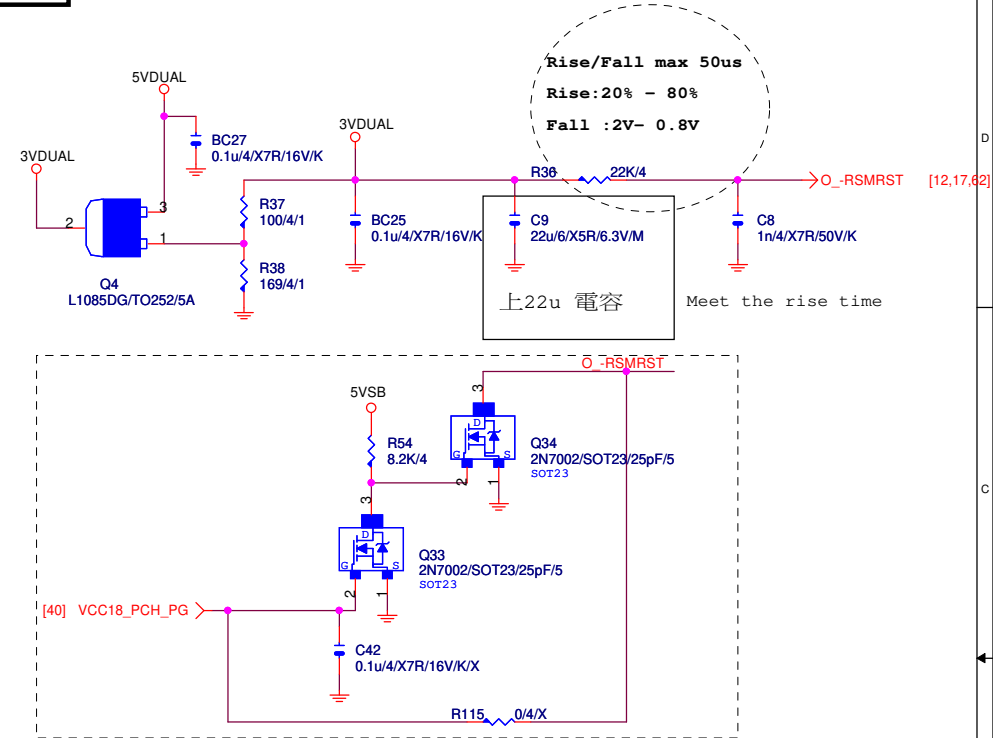 Rise/Fall max 50us
Rise:20% - 80%
Fall :2V- 0.8V
5VDUAL
BC27
0.1u/4/X7R/16V/K
3VDUAL
3VDUAL
R36
22K/4
O_-RSMRST
[12,17,62]
D
2
3
1
R37
100/4/1
BC25
0.1u/4/X7R/16V/K
C9
22u/6/X5R/6.3V/M
C8
1n/4/X7R/50V/K
Q4
L1085DG/TO252/5A
R38
169/4/1
上22u 電容
Meet the rise time
O_-RSMRST
5VSB
R54
8.2K/4
3
D
G
S
2
1
Q34
2N7002/SOT23/25pF/5
SOT23
C
3
D
G
S
2
1
Q33
2N7002/SOT23/25pF/5
SOT23
[40]
VCC18_PCH_PG
C42
0.1u/4/X7R/16V/K/X
R115
0/4/X